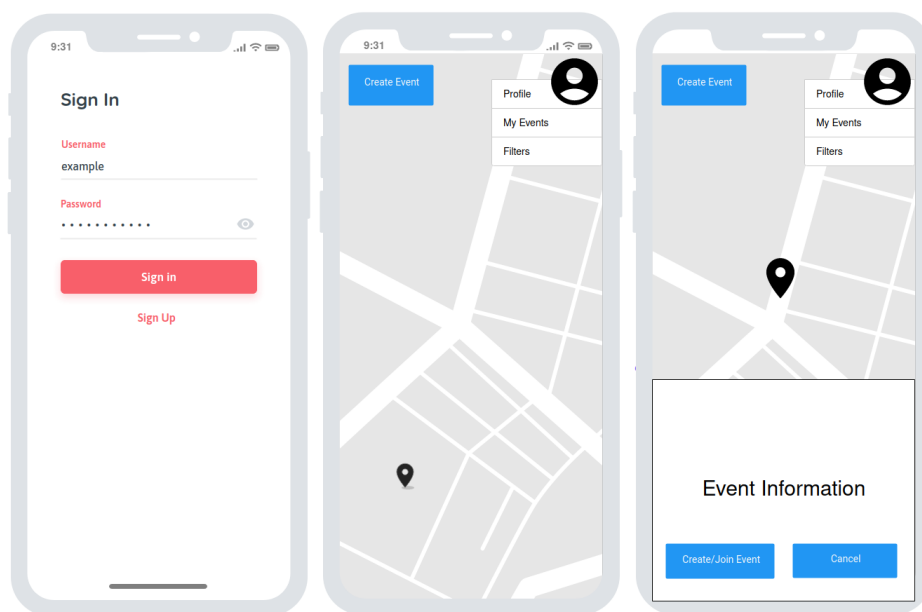 9:31
Sign In
Username
example
Password
Sign in
Sign Up
9:31
Create Event
Profile
My Events
Filters
Create Event
Profile
My Events
Filters
Event Information
Create/Join Event
Cancel